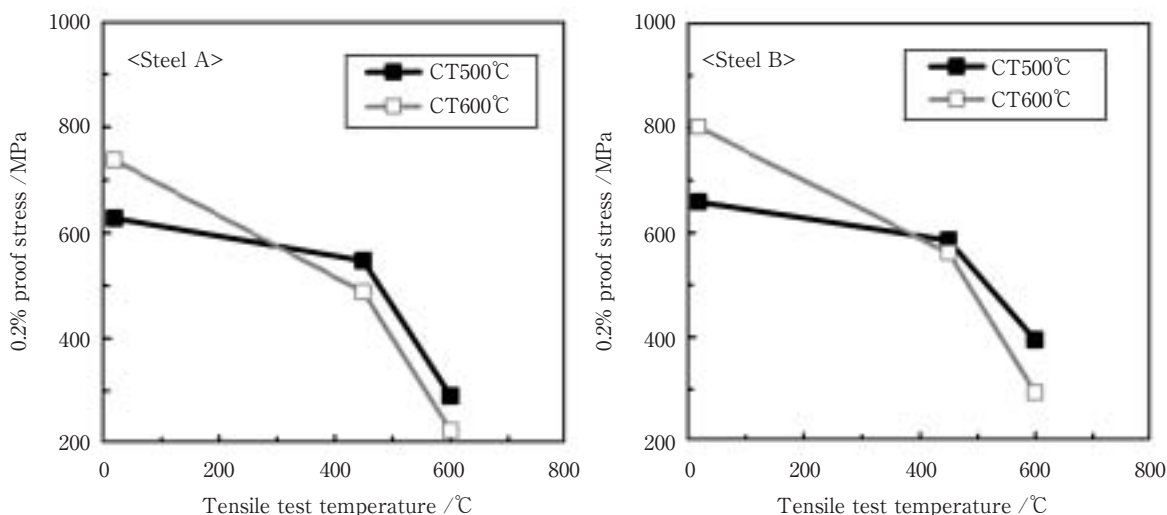 1000
800
600
400
200
0.2% proof stress /MPa
<Steel A>
CT500℃
CT600℃
0
200
400
600
800
Tensile test temperature /℃
1000
800
600
400
200
0.2% proof stress /MPa
<Steel B>
CT500℃
CT600℃
0
200
400
600
800
Tensile test temperature /℃